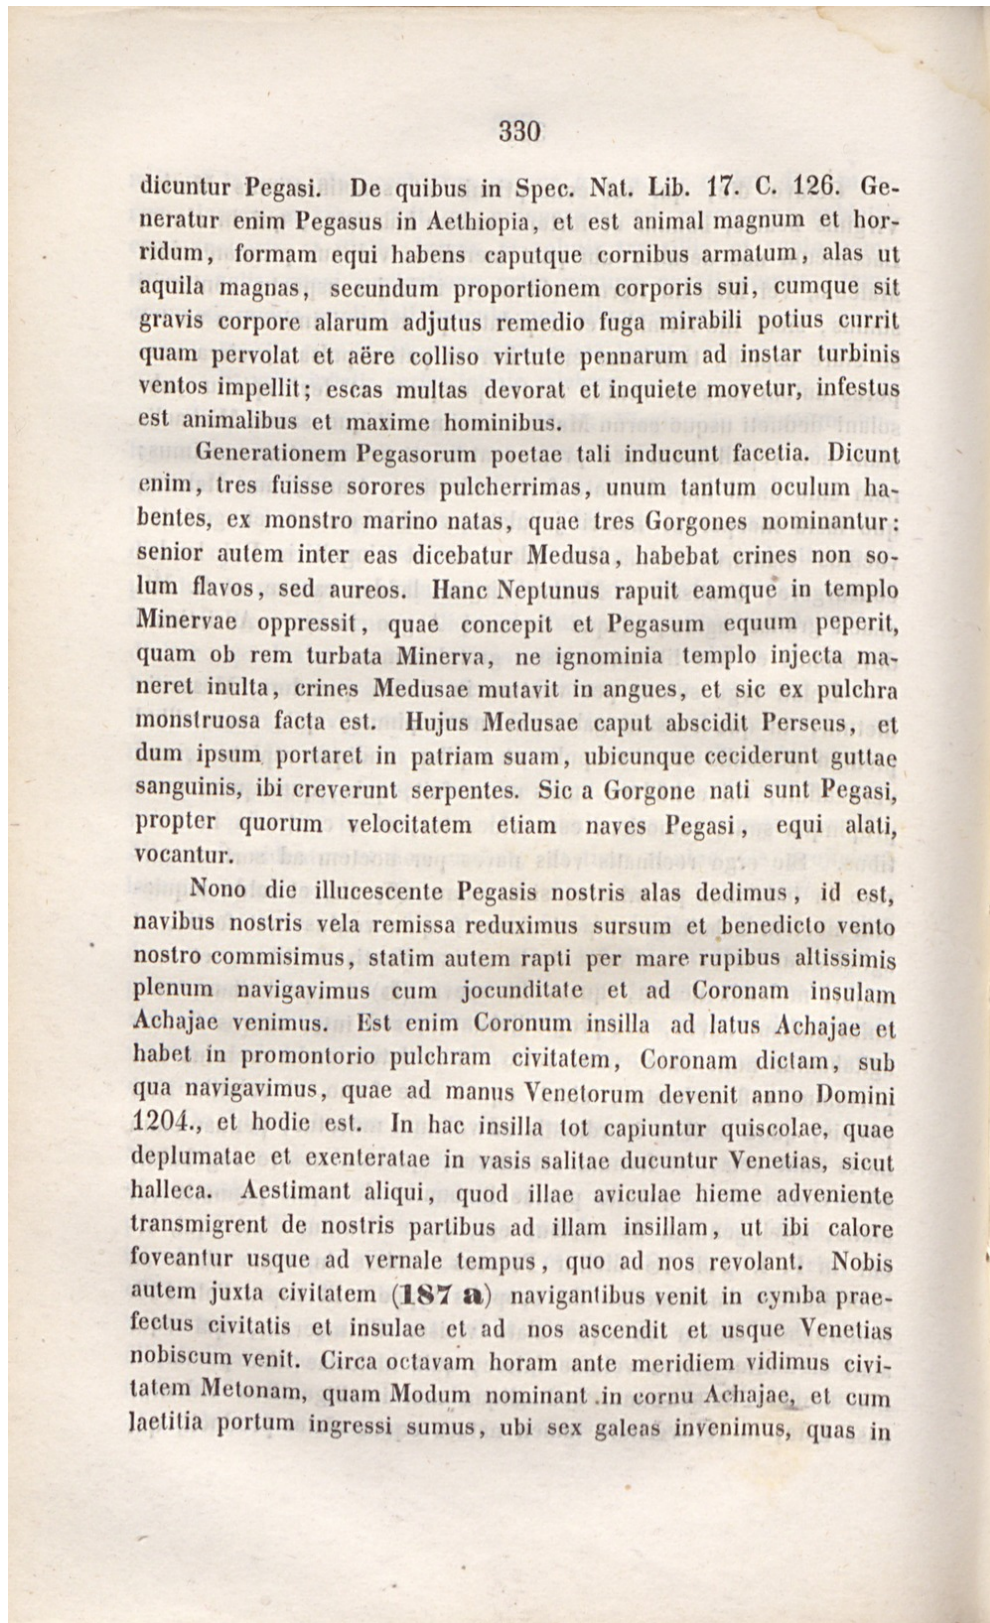 330
dicuntur Pegasi. De quibus in Spec. Nat. Lib. 17. C. 126. Ge-
neratur enim Pegasus in Aethiopia, et est animal magnum et hor-
ridum, formam equi habens caputque cornibus armatum, alas ut
aquila magnas, secundum proportionem corporis sui, cumque sit
gravis corpore alarum adjutus remedio fuga mirabili potius currit
quam pervolat et aëre colliso virtute pennarum ad instar turbinis
ventos impellit; escas multas devorat et inquiete movetur, infestus
est animalibus et maxime hominibus.
Generationem Pegasorum poetae tali inducunt facetia. Dicunt
enim, tres fuisse sorores pulcherrimas, unum tantum oculum ha-
bentes, ex monstro marino natas, quae tres Gorgones nominantur:
senior autem inter eas dicebatur Medusa, habebat crines non so-
lum flavos, sed aureos. Hanc Neptunus rapuit eamque in templo
Minervae oppressit, quae concepit et Pegasum equum peperit,
quam ob rem turbata Minerva, ne ignominia templo injecta ma-
neret inulta, crines Medusae mutavit in angues, et sic ex pulchra
monstruosa facta est. Hujus Medusae caput abscidit Perseus, et
dum ipsum portaret in patriam suam, ubicunque ceciderunt guttae
sanguinis, ibi creverunt serpentes. Sic a Gorgone nati sunt Pegasi,
propter quorum velocitatem etiam naves Pegasi, equi alati,
vocantur.
Nono die illucescente Pegasis nostris alas dedimus, id est,
navibus nostris vela remissa reduximus sursum et benedicto vento
nostro commisimus, statim autem rapti per mare rupibus altissimis
plenum navigavimus cum jocunditate et ad Coronam insulam
Achajae venimus. Est enim Coronum insilla ad latus Achajae et
habet in promontorio pulchram civitatem, Coronam dictam, sub
qua navigavimus, quae ad manus Venetorum devenit anno Domini
1204., et hodie est. In hac insilla tot capiuntur quiscolae, quae
deplumatae et exenteratae in vasis salitae ducuntur Venetias, sicut
halleca. Aestimant aliqui, quod illae aviculae hieme adveniente
transmigrent de nostris partibus ad illam insillam, ut ibi calore
foveantur usque ad vernale tempus, quo ad nos revolant. Nobis
autem juxta civitatem (187 a) navigantibus venit in cymba prae-
fectus civitatis et insulae et ad nos ascendit et usque Venetias
nobiscum venit. Circa octavam horam ante meridiem vidimus civi-
tatem Metonam, quam Modum nominant in cornu Achajae, et cum
laetitia portum ingressi sumus, ubi sex galeas invenimus, quas in